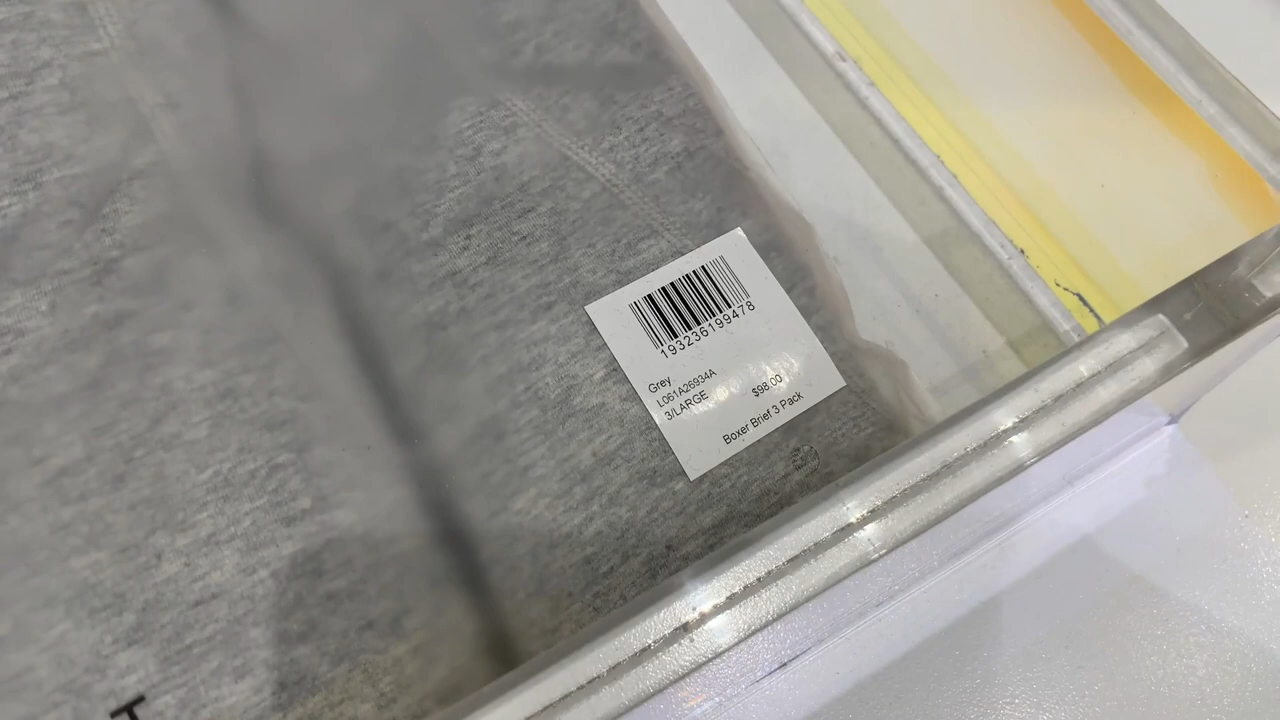 193236199478
Grey
L061A26934A
3/LARGE $98.00
Boxer Brief 3 Pack
T